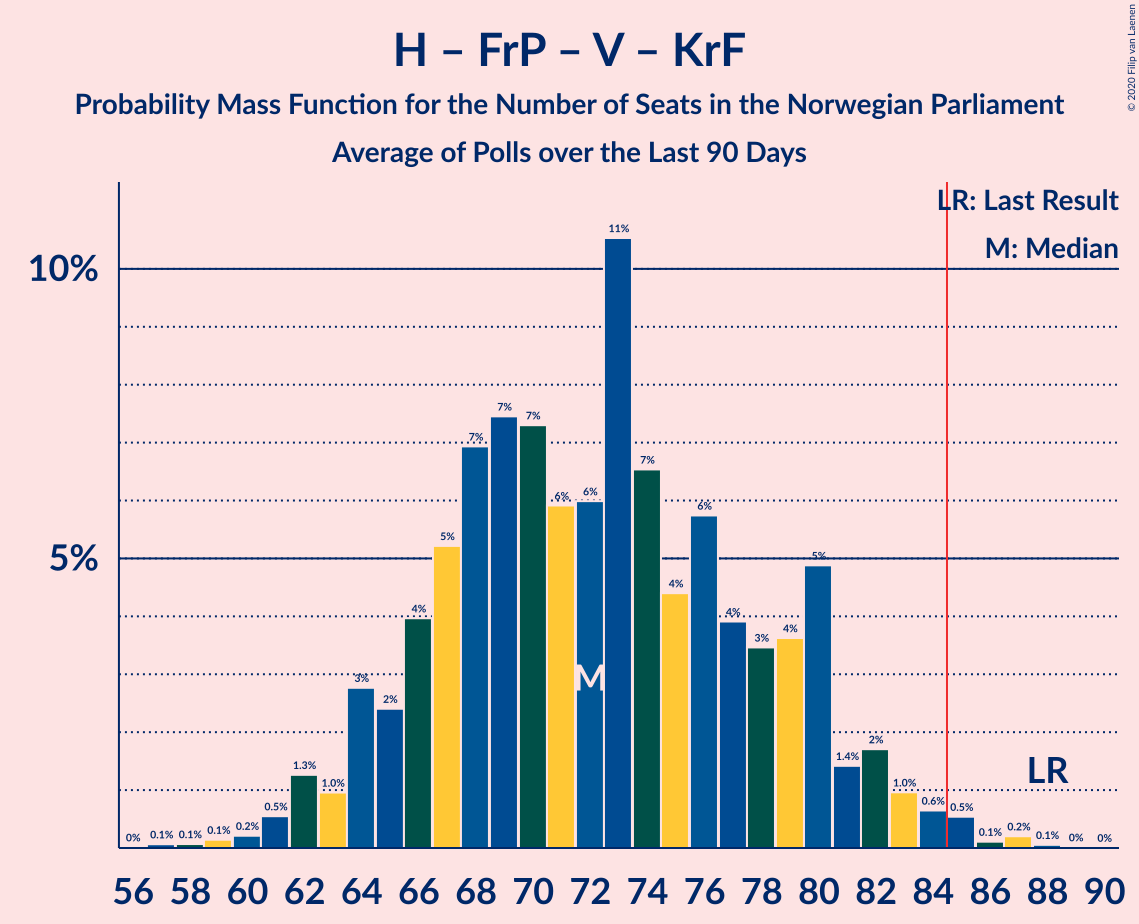 H – FrP – V – KrF
Probability Mass Function for the Number of Seats in the Norwegian Parliament
Average of Polls over the Last 90 Days
© 2020 Filip van Laenen
LR: Last Result
M: Median
10%
5%
0% 0.1% 0.1% 0.1% 0.2% 0.5% 1.3% 1.0% 3% 2% 4% 5% 7% 7% 7% 6% 6% 11% 7% 4% 6% 4% 3% 4% 5% 1.4% 2% 1.0% 0.6% 0.5% 0.1% 0.2% 0.1% 0% 0%
M
LR
56 58 60 62 64 66 68 70 72 74 76 78 80 82 84 86 88 90